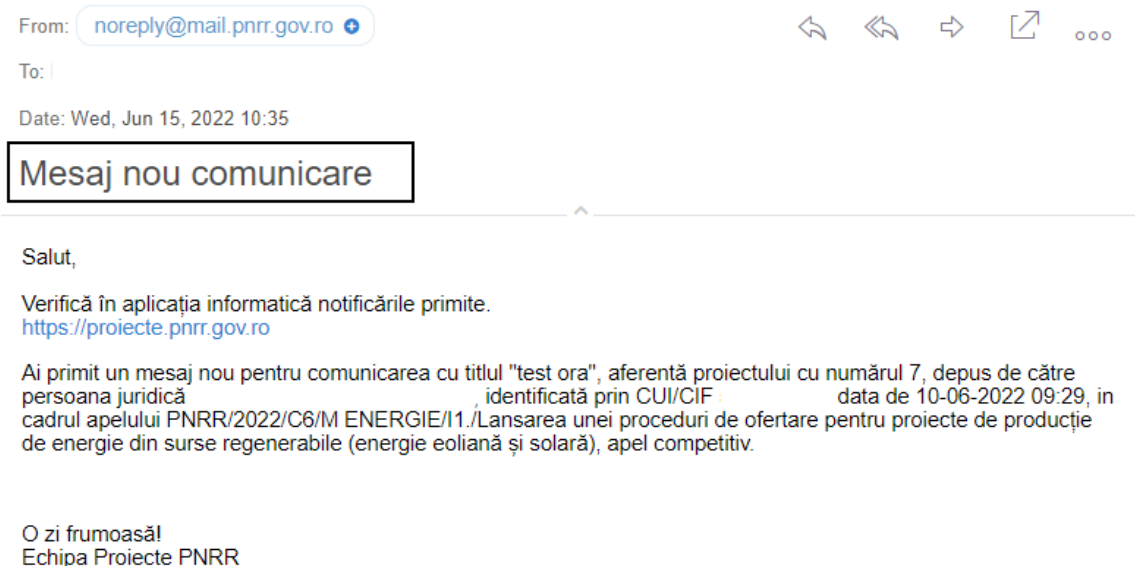 From: noreply@mail.pnrr.gov.ro
To:
Date: Wed, Jun 15, 2022 10:35
Mesaj nou comunicare
Salut,
Verifică în aplicația informatică notificările primite.
https://proiecte.pnrr.gov.ro
Ai primit un mesaj nou pentru comunicarea cu titlul "test ora", aferentă proiectului cu numărul 7, depus de către
persoana juridică , identificată prin CUI/CIF data de 10-06-2022 09:29, in
cadrul apelului PNRR/2022/C6/M ENERGIE/I1./Lansarea unei proceduri de ofertare pentru proiecte de producție
de energie din surse regenerabile (energie eoliană și solară), apel competitiv.
O zi frumoasă!
Echipa Proiecte PNRR